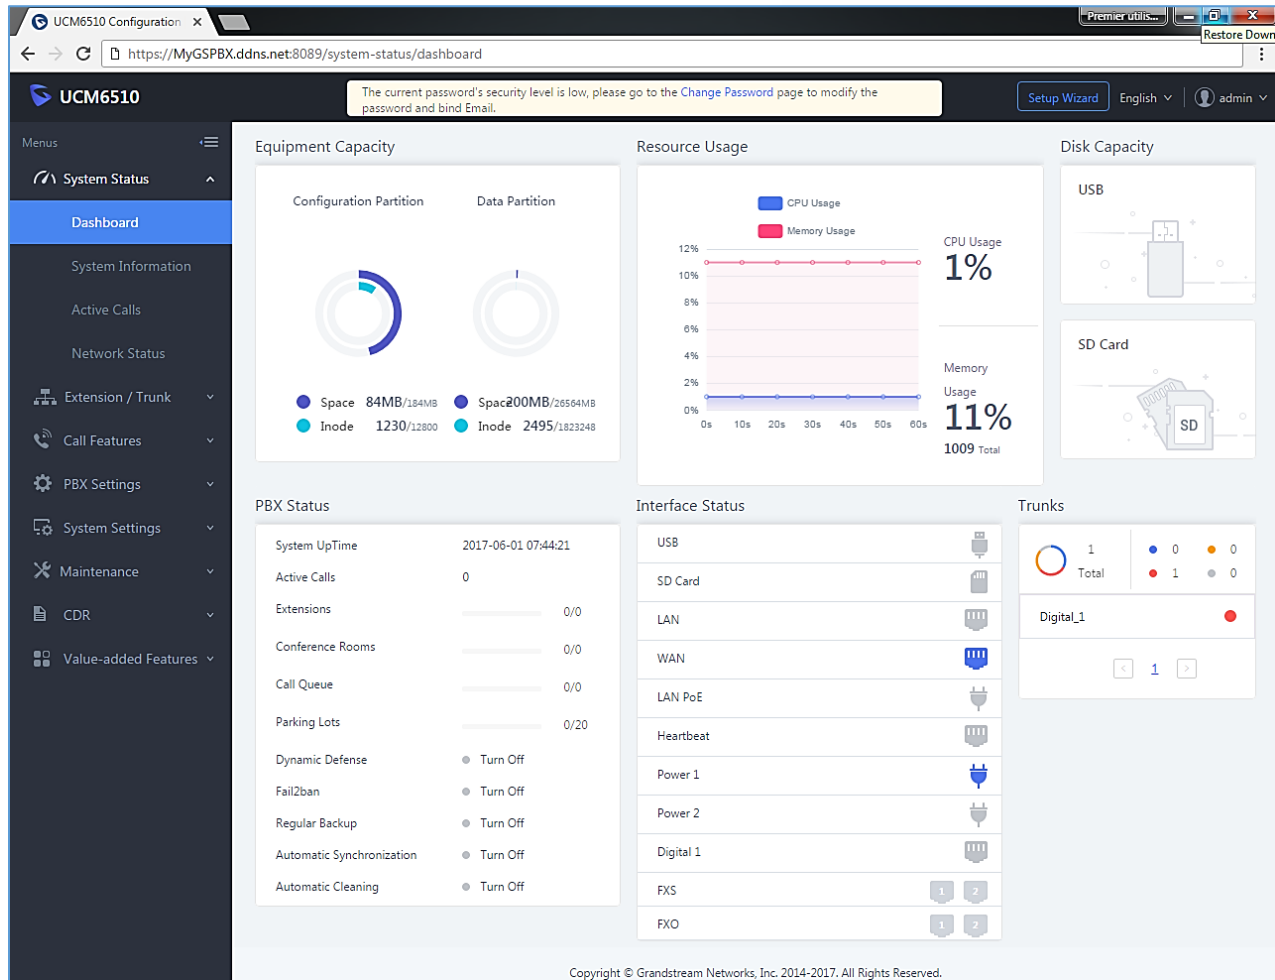 UCM6510 Configuration
Premier utilis...
Restore Down
https://MyGSPBX.ddns.net:8089/system-status/dashboard
UCM6510
The current password's security level is low, please go to the Change Password page to modify the
password and bind Email.
Setup Wizard
English
admin
Menus
System Status
Dashboard
System Information
Active Calls
Network Status
Extension / Trunk
Call Features
PBX Settings
System Settings
Maintenance
CDR
Value-added Features
Equipment Capacity
Configuration Partition
Data Partition
Space 84MB/184MB
Inode 1230/12800
Space 200MB/26564MB
Inode 2495/1823248
Resource Usage
CPU Usage
Memory Usage
12%
10%
8%
6%
4%
2%
0%
0s 10s 20s 30s 40s 50s 60s
CPU Usage
1%
Memory
Usage
11%
1009 Total
Disk Capacity
USB
SD Card
SD
PBX Status
System UpTime 2017-06-01 07:44:21
Active Calls 0
Extensions 0/0
Conference Rooms 0/0
Call Queue 0/0
Parking Lots 0/20
Dynamic Defense Turn Off
Fail2ban Turn Off
Regular Backup Turn Off
Automatic Synchronization Turn Off
Automatic Cleaning Turn Off
Interface Status
USB
SD Card
LAN
WAN
LAN PoE
Heartbeat
Power 1
Power 2
Digital 1
FXS 1 2
FXO 1 2
Trunks
1
Total
0 0
1 0
Digital_1
< 1 >
Copyright © Grandstream Networks, Inc. 2014-2017. All Rights Reserved.